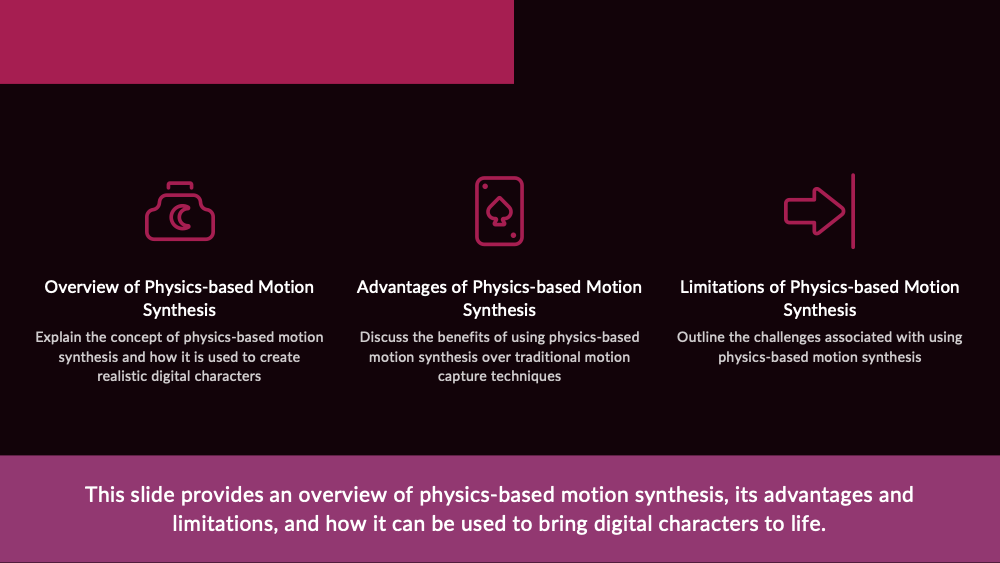 Overview of Physics-based Motion
Synthesis
Explain the concept of physics-based motion
synthesis and how it is used to create
realistic digital characters
Advantages of Physics-based Motion
Synthesis
Discuss the benefits of using physics-based
motion synthesis over traditional motion
capture techniques
Limitations of Physics-based Motion
Synthesis
Outline the challenges associated with using
physics-based motion synthesis
This slide provides an overview of physics-based motion synthesis, its advantages and
limitations, and how it can be used to bring digital characters to life.